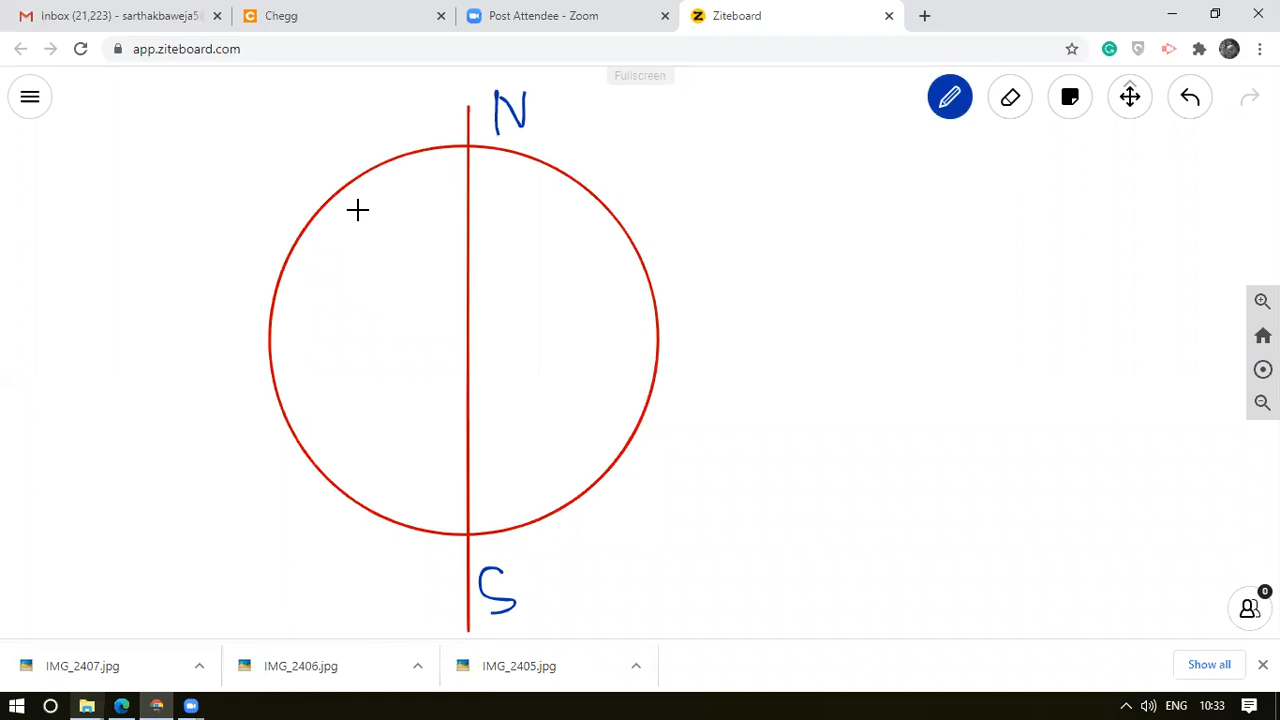 Inbox (21,223) - sarthakbaweja5
Chegg
Post Attendee - Zoom
Ziteboard
app.ziteboard.com
Fullscreen
N
S
0
IMG_2407.jpg
IMG_2406.jpg
IMG_2405.jpg
Show all
ENG
10:33